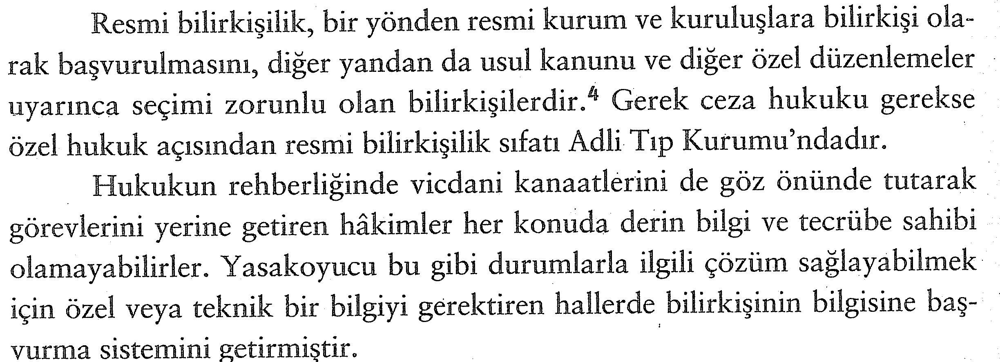 Resmi bilirkişilik, bir yönden resmi kurum ve kuruluşlara bilirkişi ola-
rak başvurulmasını, diğer yandan da usul kanunu ve diğer özel düzenlemeler
uyarınca seçimi zorunlu olan bilirkişilerdir.⁴ Gerek ceza hukuku gerekse
özel hukuk açısından resmi bilirkişilik sıfatı Adli Tıp Kurumu'ndadır.
Hukukun rehberliğinde vicdani kanaatlerini de göz önünde tutarak
görevlerini yerine getiren hâkimler her konuda derin bilgi ve tecrübe sahibi
olamayabilirler. Yasakoyucu bu gibi durumlarla ilgili çözüm sağlayabilmek
için özel veya teknik bir bilgiyi gerektiren hallerde bilirkişinin bilgisine baş-
vurma sistemini getirmiştir.